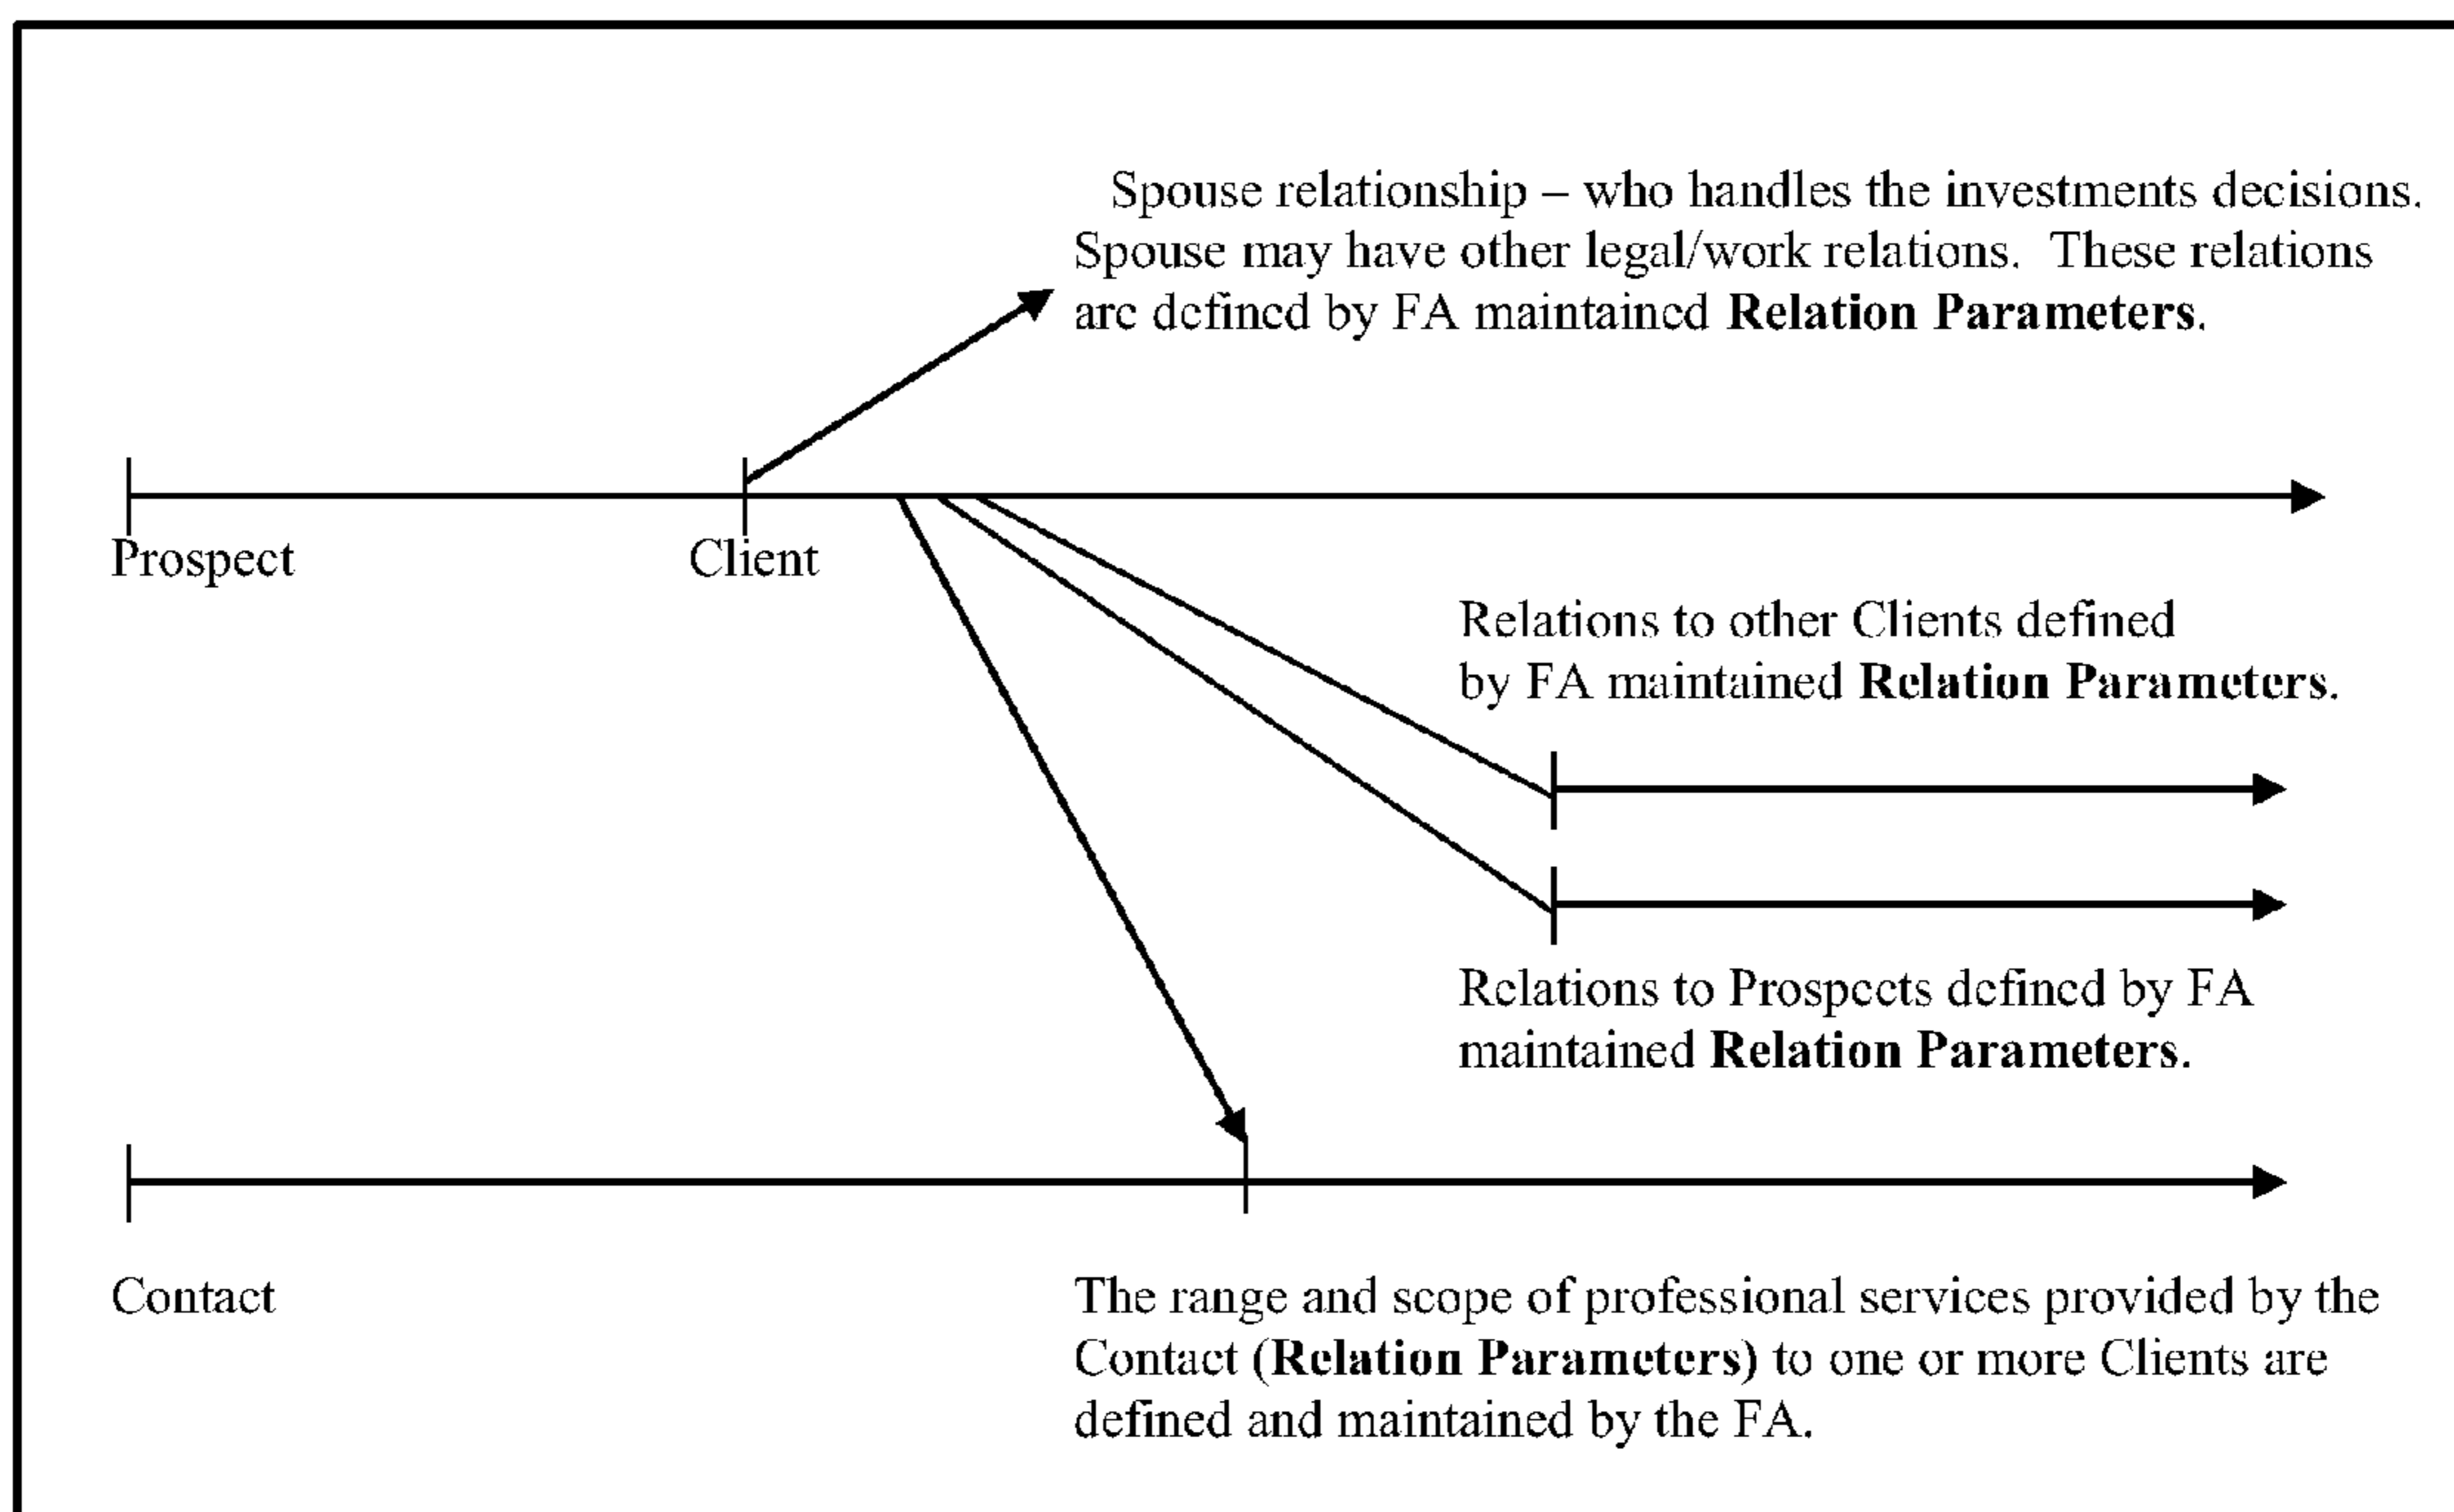 Spouse relationship – who handles the investments decisions.
Spouse may have other legal/work relations.  These relations
are defined by FA maintained Relation Parameters.
Prospect
Client
Relations to other Clients defined
by FA maintained Relation Parameters.
Relations to Prospects defined by FA
maintained Relation Parameters.
Contact
The range and scope of professional services provided by the
Contact (Relation Parameters) to one or more Clients are
defined and maintained by the FA.